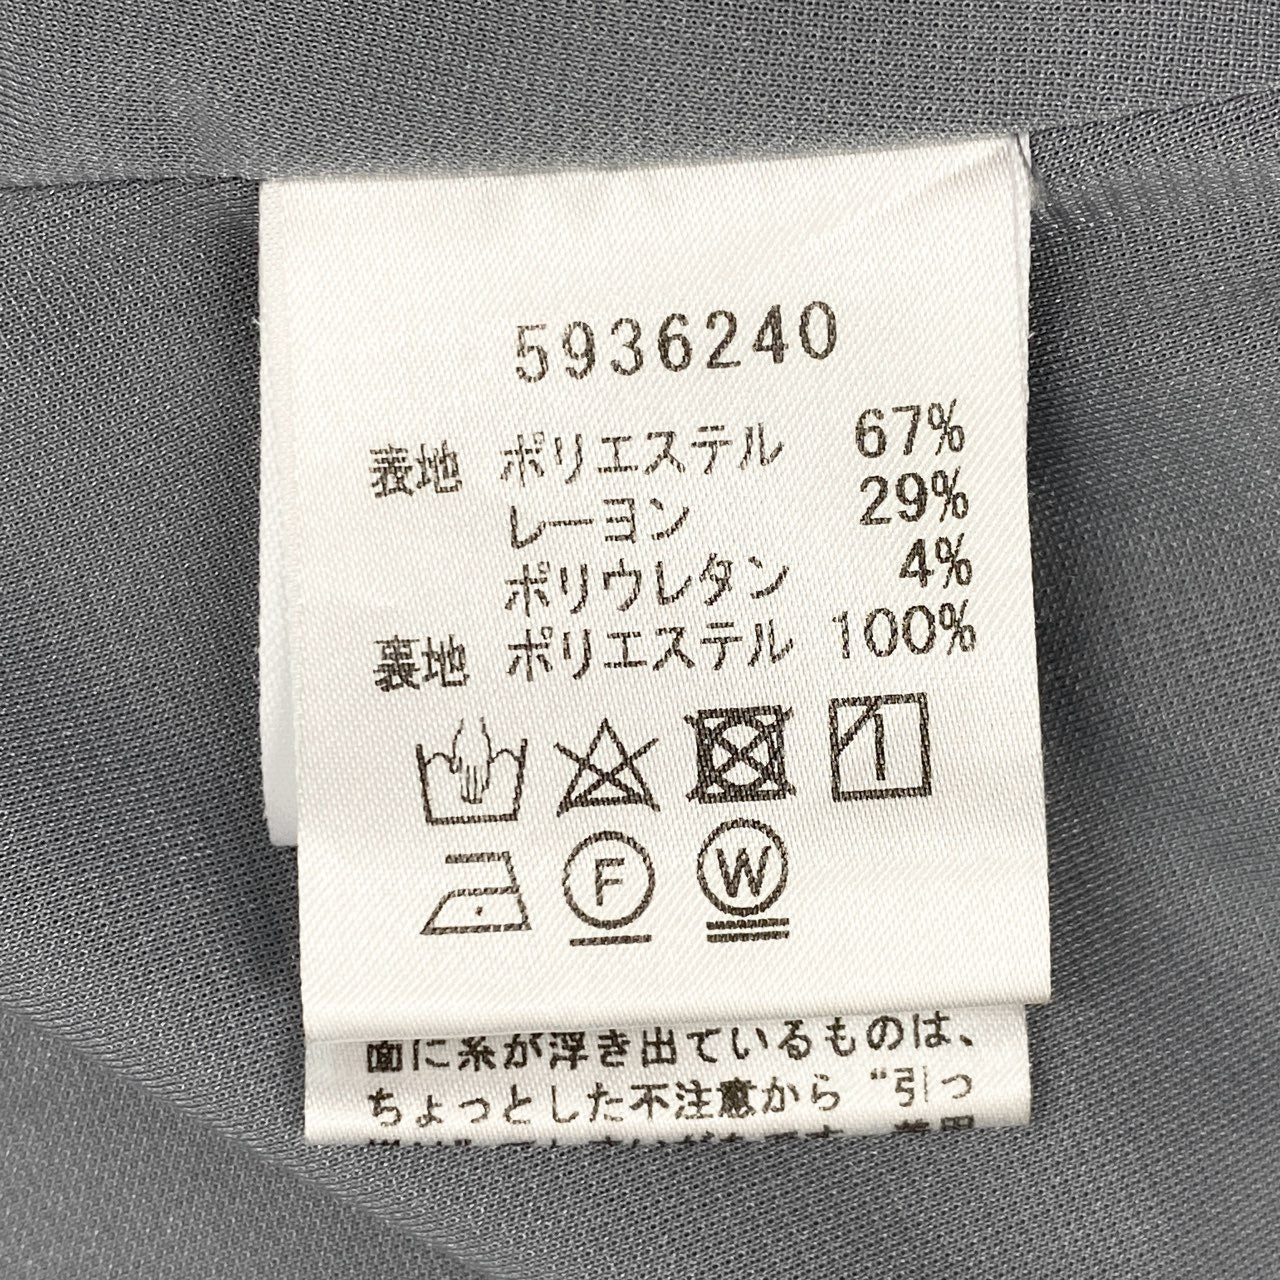 5936240
表地 ポリエステル 67%
レーヨン 29%
ポリウレタン 4%
裏地 ポリエステル 100%
F W
面に糸が浮き出ているものは、
ちょっとした不注意から“引っ